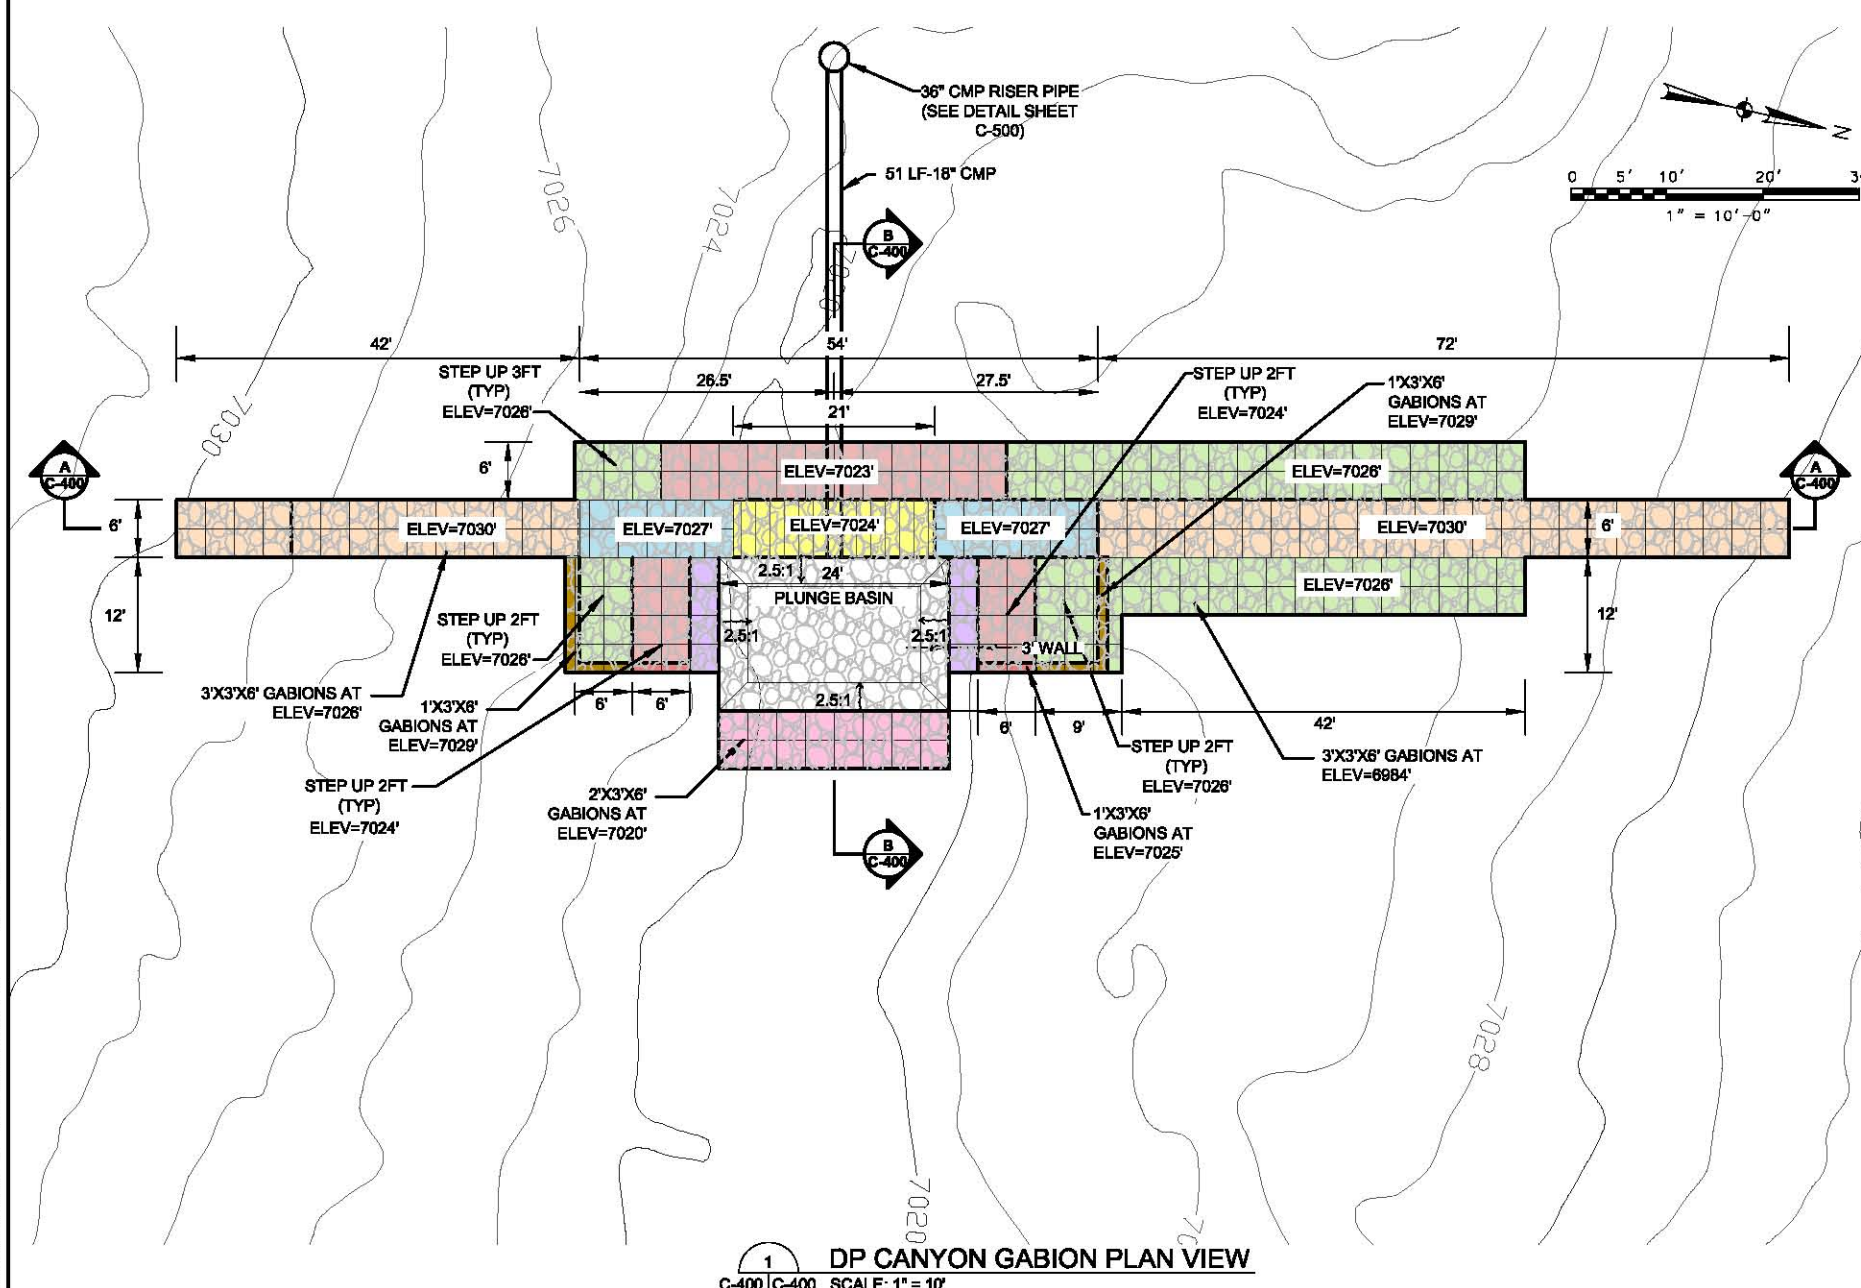 36" CMP RISER PIPE
(SEE DETAIL SHEET
C-500)
N
51 LF-18" CMP
0 5' 10' 20'
1" = 10'-0"
7026
7024
B
C-400
42'
54'
72'
STEP UP 3FT
(TYP)
ELEV=7026'
26.5'
27.5'
STEP UP 2FT
(TYP)
ELEV=7024'
1'X3'X6'
GABIONS AT
ELEV=7029'
21'
7030
A
C-400
6'
ELEV=7023'
ELEV=7026'
A
C-400
6'
ELEV=7030'
ELEV=7027'
ELEV=7024'
ELEV=7027'
ELEV=7030'
6'
2.5:1
24'
PLUNGE BASIN
ELEV=7026'
12'
12'
STEP UP 2FT
(TYP)
ELEV=7026'
2.5:1
2.5:1
3' WALL
3'X3'X6' GABIONS AT
ELEV=7026'
1'X3'X6'
GABIONS AT
ELEV=7029'
6'
6'
2.5:1
6'
9'
42'
STEP UP 2FT
(TYP)
ELEV=7026'
3'X3'X6' GABIONS AT
ELEV=6984'
STEP UP 2FT
(TYP)
ELEV=7024'
2'X3'X6'
GABIONS AT
ELEV=7020'
1'X3'X6'
GABIONS AT
ELEV=7025'
B
C-400
7028
7020
1
C-400 C-400
DP CANYON GABION PLAN VIEW
SCALE: 1" = 10'